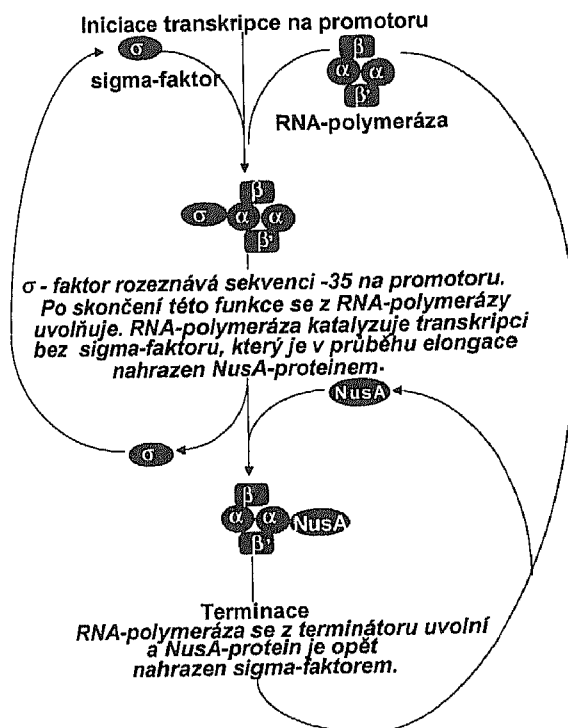 Iniciace transkripce na promotoru
σ
sigma-faktor
β
α α
β'
RNA-polymeráza
β
σ α α
β'
σ - faktor rozeznává sekvenci -35 na promotoru.
Po skončení této funkce se z RNA-polymerázy
uvolňuje. RNA-polymeráza katalyzuje transkripci
bez sigma-faktoru, který je v průběhu elongace
nahrazen NusA-proteinem.
NusA
σ
β
α α NusA
β'
Terminace
RNA-polymeráza se z terminátoru uvolní
a NusA-protein je opět
nahrazen sigma-faktorem.